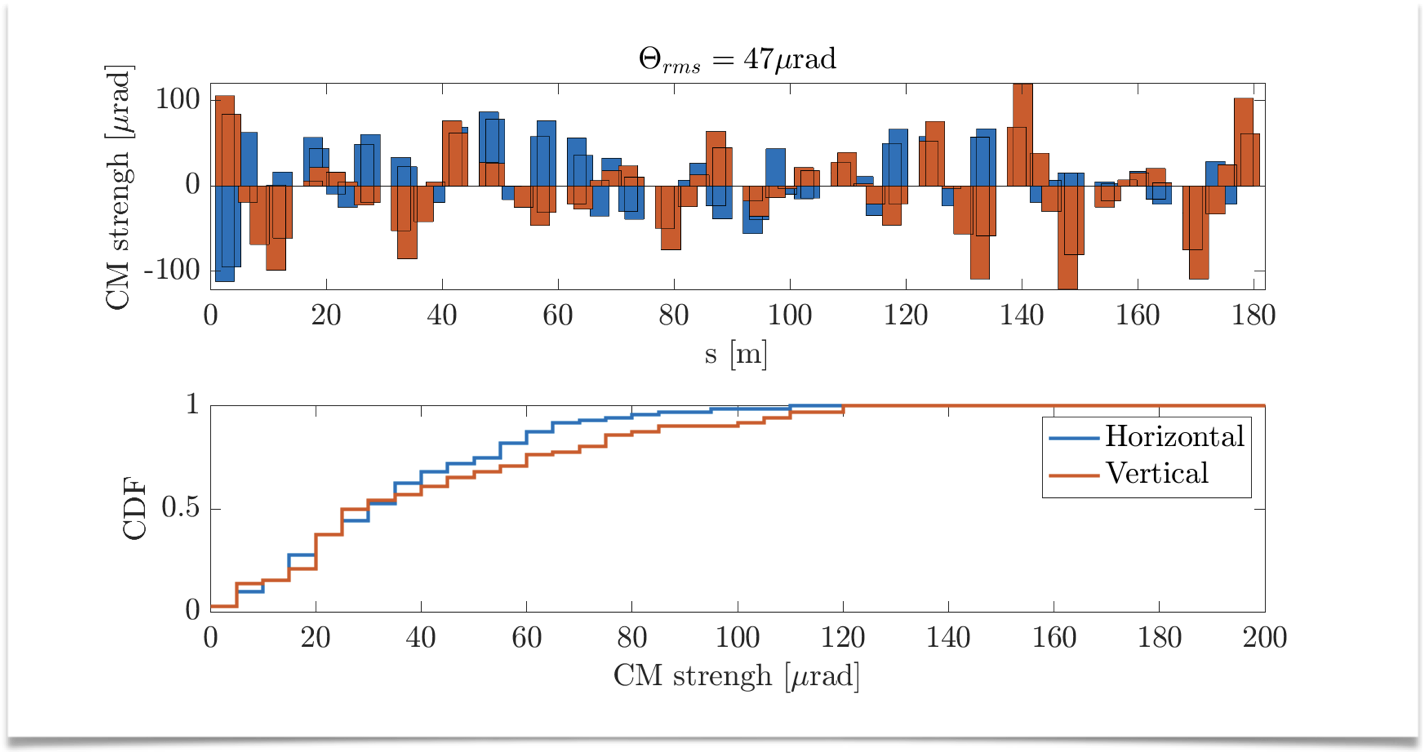 Θrms = 47μrad
CM strengh [μrad]
100
0
-100
0 20 40 60 80 100 120 140 160 180
s [m]
CDF
1
0.5
0
Horizontal
Vertical
0 20 40 60 80 100 120 140 160 180 200
CM strengh [μrad]